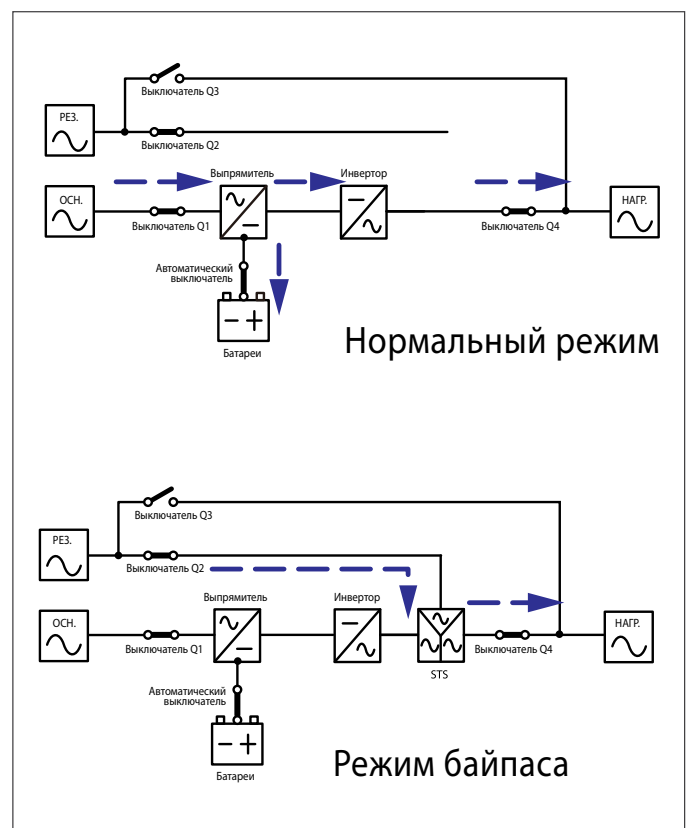 Выключатель Q3
РЕЗ.
Выключатель Q2
Выпрямитель
Инвертор
ОСН.
НАГР.
Выключатель Q1
Выключатель Q4
Автоматический
выключатель
Батареи
Нормальный режим
Выключатель Q3
РЕЗ.
Выключатель Q2
Выпрямитель
Инвертор
ОСН.
НАГР.
Выключатель Q1
Выключатель Q4
STS
Автоматический
выключатель
Батареи
Режим байпаса